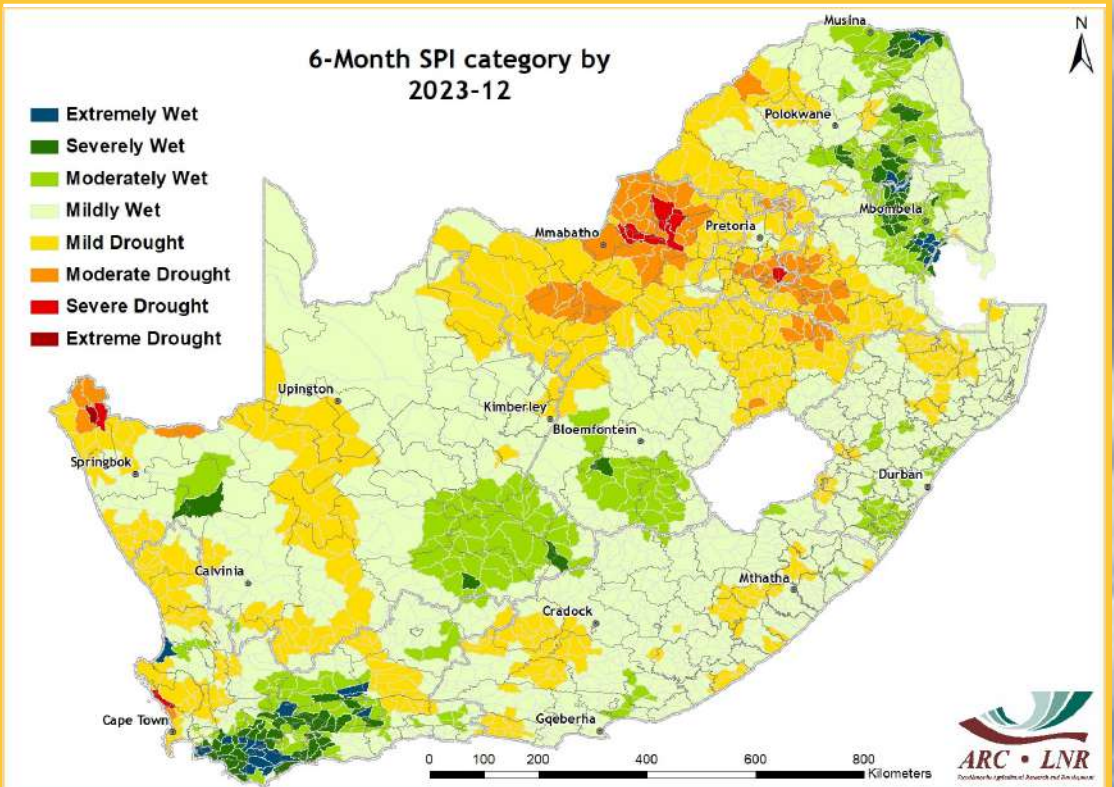 6-Month SPI category by
2023-12
N
Extremely Wet
Severely Wet
Moderately Wet
Mildly Wet
Mild Drought
Moderate Drought
Severe Drought
Extreme Drought
Musina
Polokwane
Mbombela
Pretoria
Mmabatho
Upington
Kimberley
Bloemfontein
Springbok
Durban
Calvinia
Mthatha
Cradock
Cape Town
Gqeberha
0 100 200 400 600 800
Kilometers
ARC • LNR